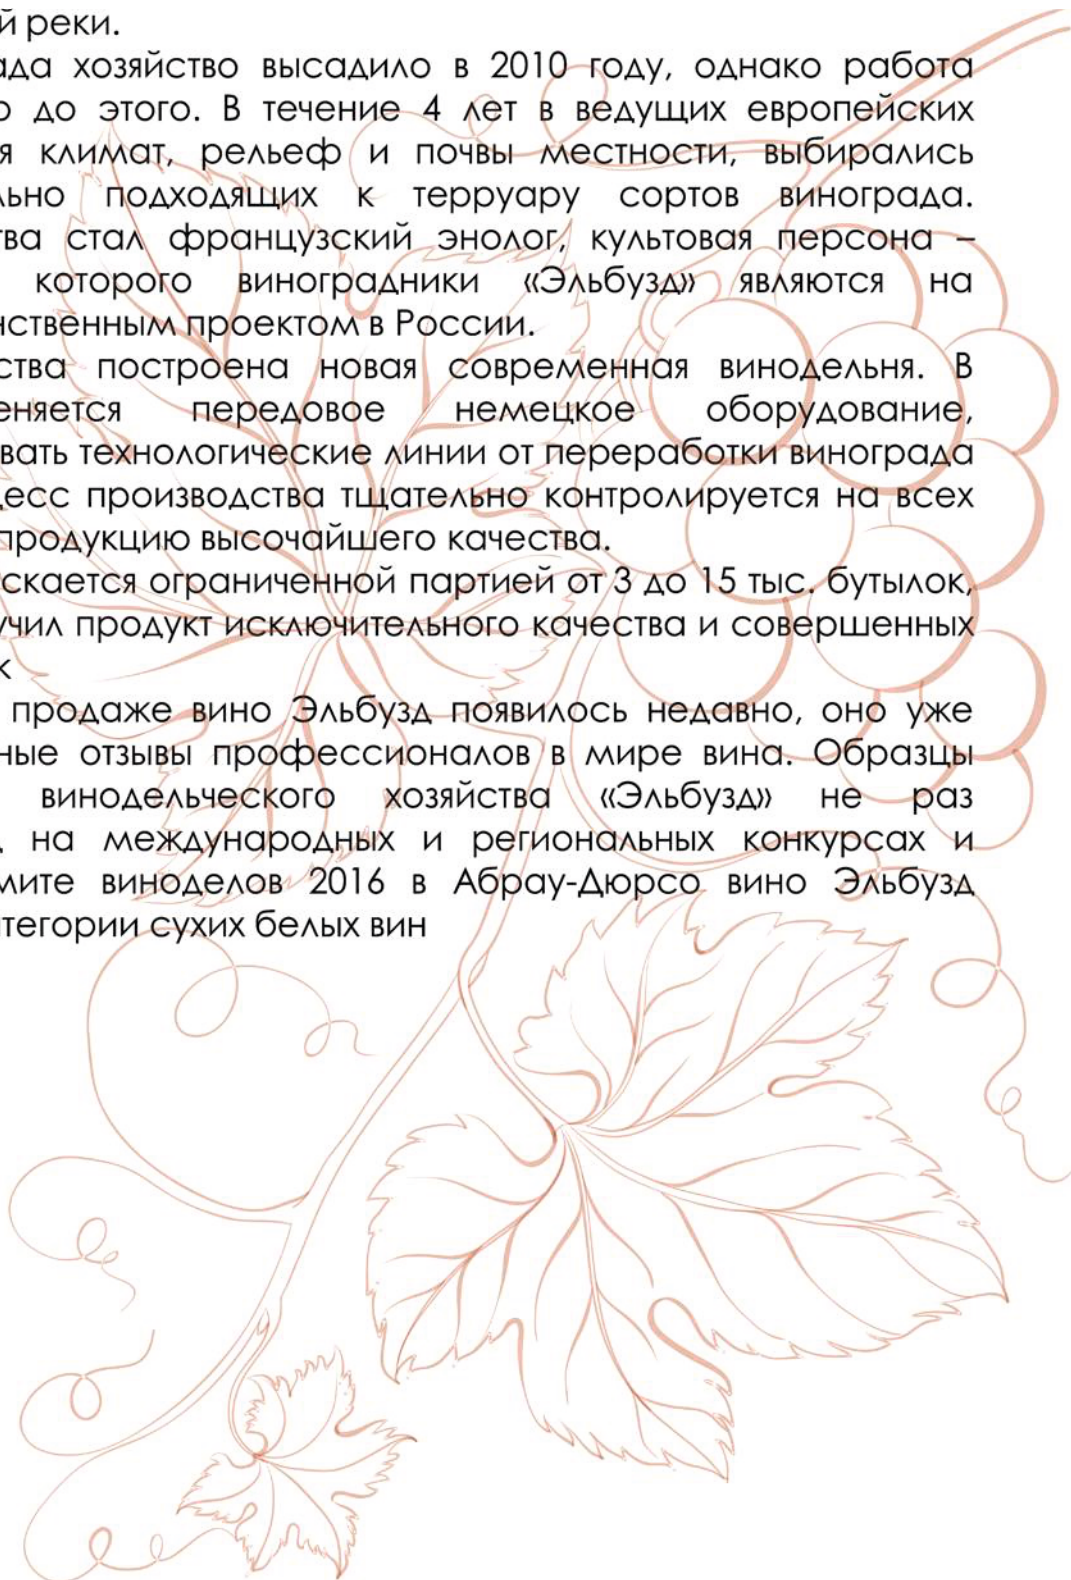 й реки.
ада хозяйство высадило в 2010 году, однако работа
о до этого. В течение 4 лет в ведущих европейских
я климат, рельеф и почвы местности, выбирались
льно подходящих к терруару сортов винограда.
тва стал французский энолог, культовая персона –
которого виноградники «Эльбузд» являются на
нственным проектом в России.
ства построена новая современная винодельня. В
еняется передовое немецкое оборудование,
вать технологические линии от переработки винограда
цесс производства тщательно контролируется на всех
продукцию высочайшего качества.
скается ограниченной партией от 3 до 15 тыс. бутылок,
учил продукт исключительного качества и совершенных
к
продаже вино Эльбузд появилось недавно, оно уже
ные отзывы профессионалов в мире вина. Образцы
винодельческого хозяйства «Эльбузд» не раз
на международных и региональных конкурсах и
мите виноделов 2016 в Абрау-Дюрсо вино Эльбузд
тегории сухих белых вин